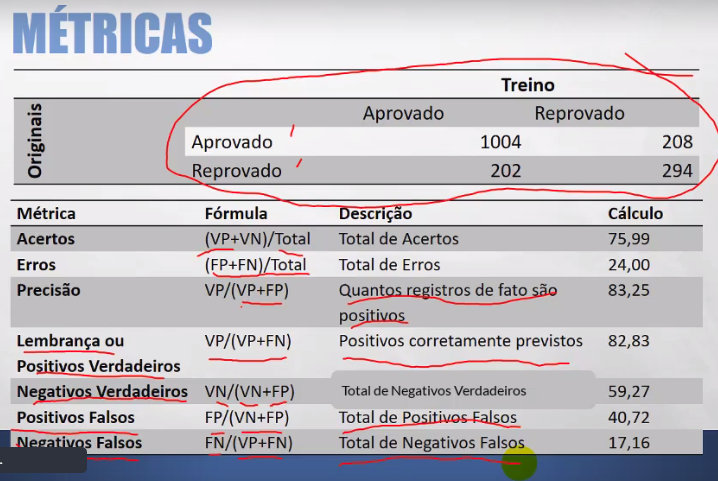 MÉTRICAS
Treino
Originais
Aprovado Reprovado
Aprovado 1004 208
Reprovado 202 294
Métrica Fórmula Descrição Cálculo
Acertos (VP+VN)/Total Total de Acertos 75,99
Erros (FP+FN)/Total Total de Erros 24,00
Precisão VP/(VP+FP) Quantos registros de fato são 83,25
positivos
Lembrança ou VP/(VP+FN) Positivos corretamente previstos 82,83
Positivos Verdadeiros
Negativos Verdadeiros VN/(VN+FP) Total de Negativos Verdadeiros 59,27
Positivos Falsos FP/(VN+FP) Total de Positivos Falsos 40,72
Negativos Falsos FN/(VP+FN) Total de Negativos Falsos 17,16